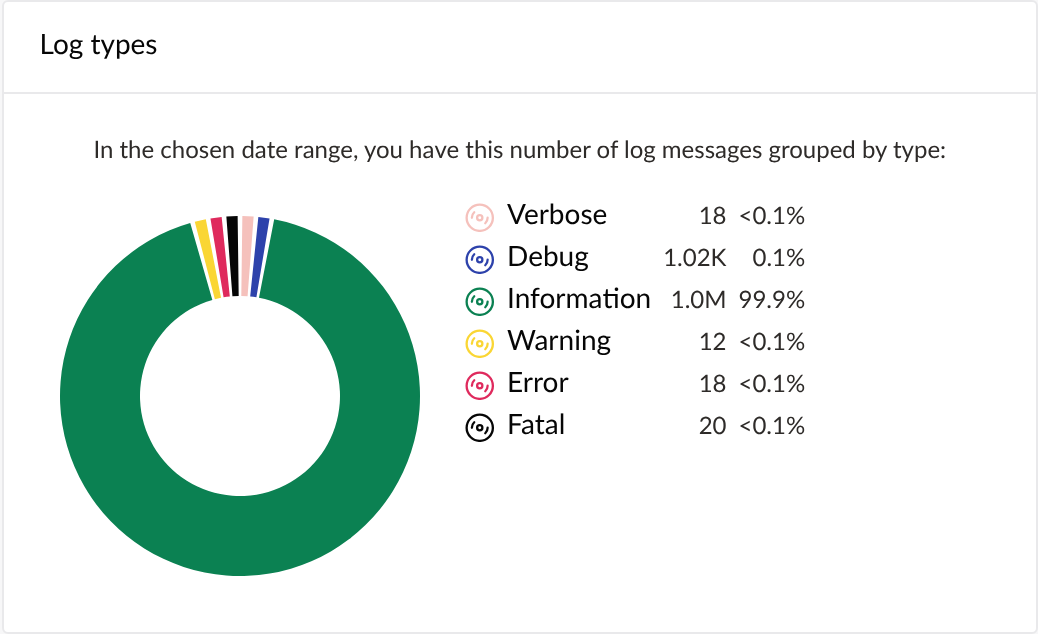 Log types
In the chosen date range, you have this number of log messages grouped by type:
Verbose 18 <0.1%
Debug 1.02K 0.1%
Information 1.0M 99.9%
Warning 12 <0.1%
Error 18 <0.1%
Fatal 20 <0.1%